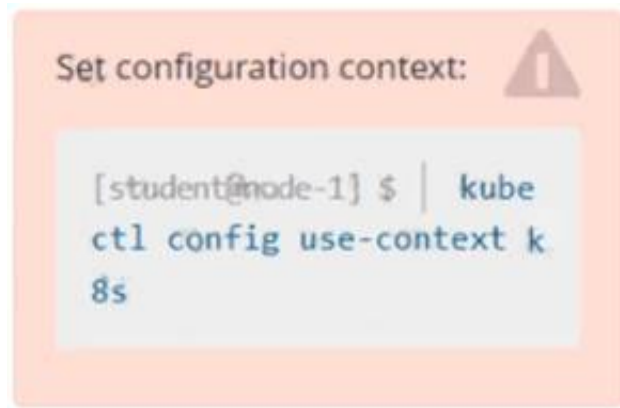 Set configuration context:
[student@node-1] $ | kube
ctl config use-context k
8s